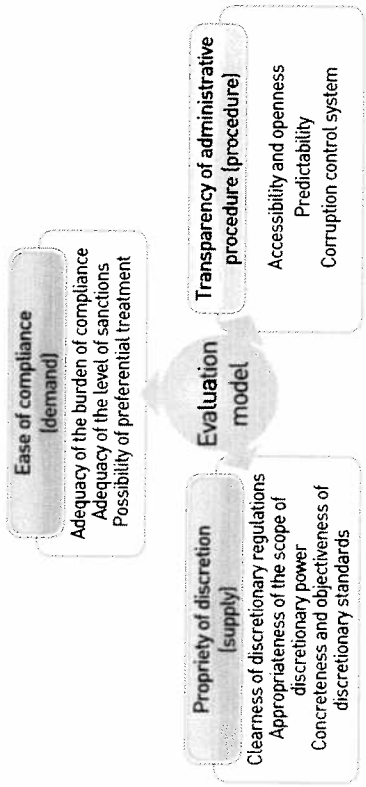 Ease of compliance
(demand)
Adequacy of the burden of compliance
Adequacy of the level of sanctions
Possibility of preferential treatment
Evaluation
model
Propriety of discretion
(supply)
Clearness of discretionary regulations
Appropriateness of the scope of
discretionary power
Concreteness and objectiveness of
discretionary standards
Transparency of administrative
procedure (procedure)
Accessibility and openness
Predictability
Corruption control system